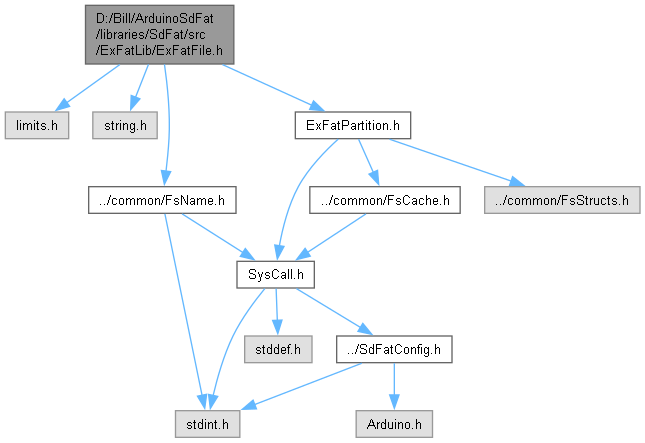 D:/Bill/ArduinoSdFat
/libraries/SdFat/src
/ExFatLib/ExFatFile.h
limits.h
string.h
ExFatPartition.h
../common/FsName.h
../common/FsCache.h
../common/FsStructs.h
SysCall.h
stddef.h
../SdFatConfig.h
stdint.h
Arduino.h